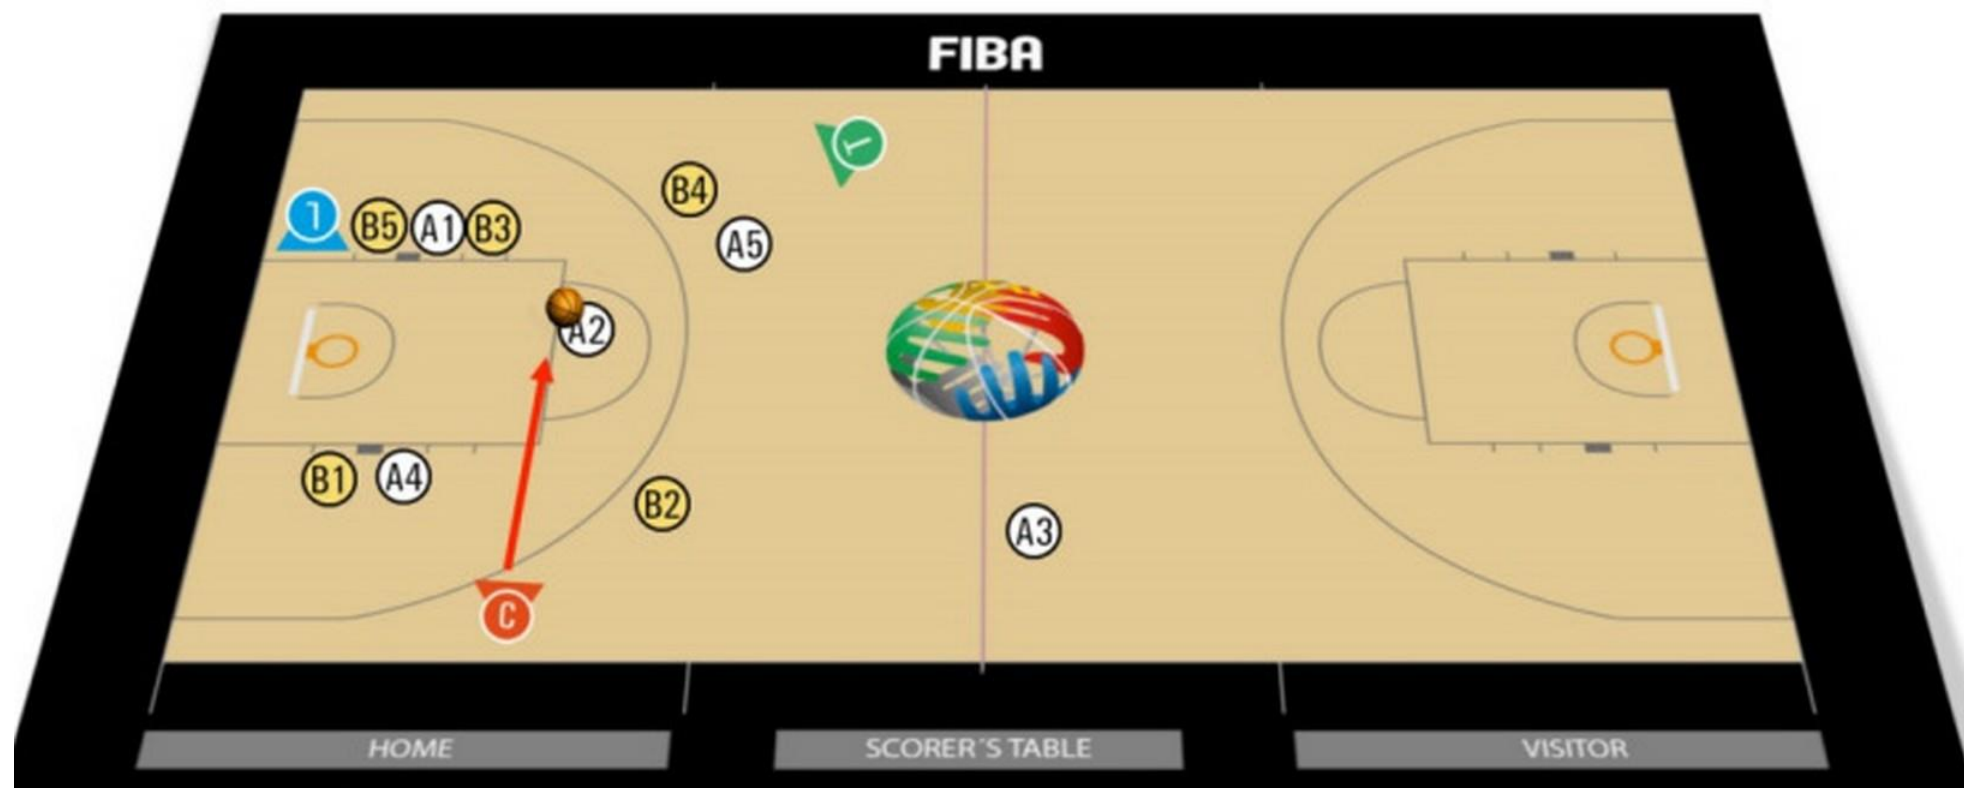 FIBA
T
B4
L
B5 A1 B3
A5
A2
B1 A4
B2
A3
C
HOME SCORER´S TABLE VISITOR